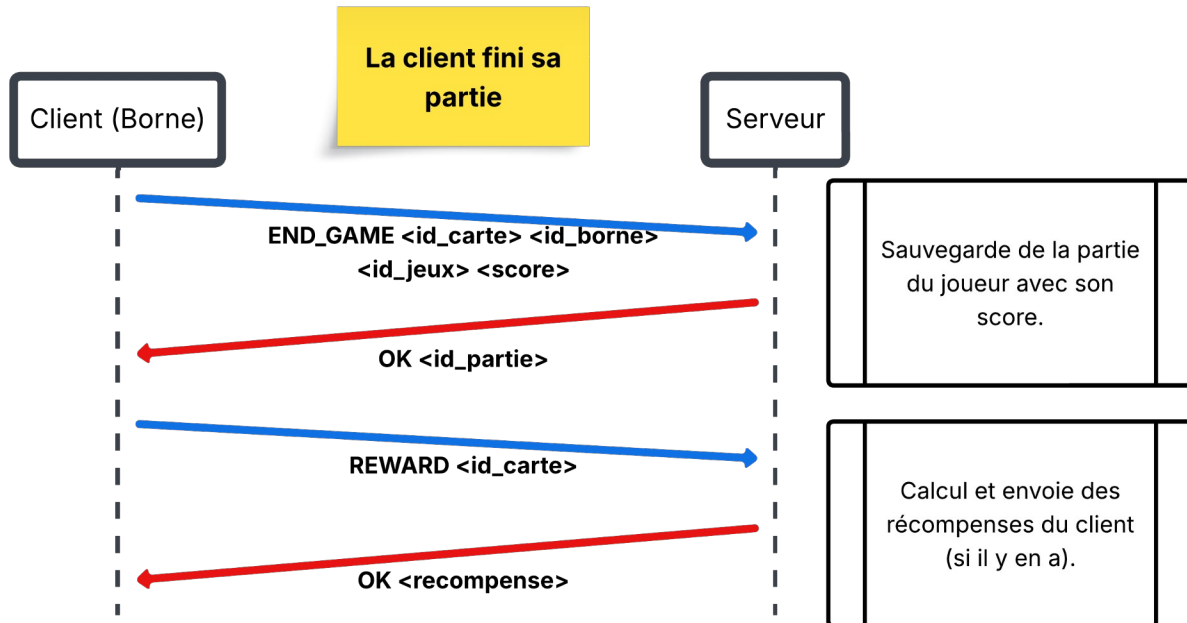 La client fini sa
partie
Client (Borne)
Serveur
END_GAME <id_carte> <id_borne>
<id_jeux> <score>
Sauvegarde de la partie
du joueur avec son
score.
OK <id_partie>
REWARD <id_carte>
Calcul et envoie des
récompenses du client
(si il y en a).
OK <recompense>